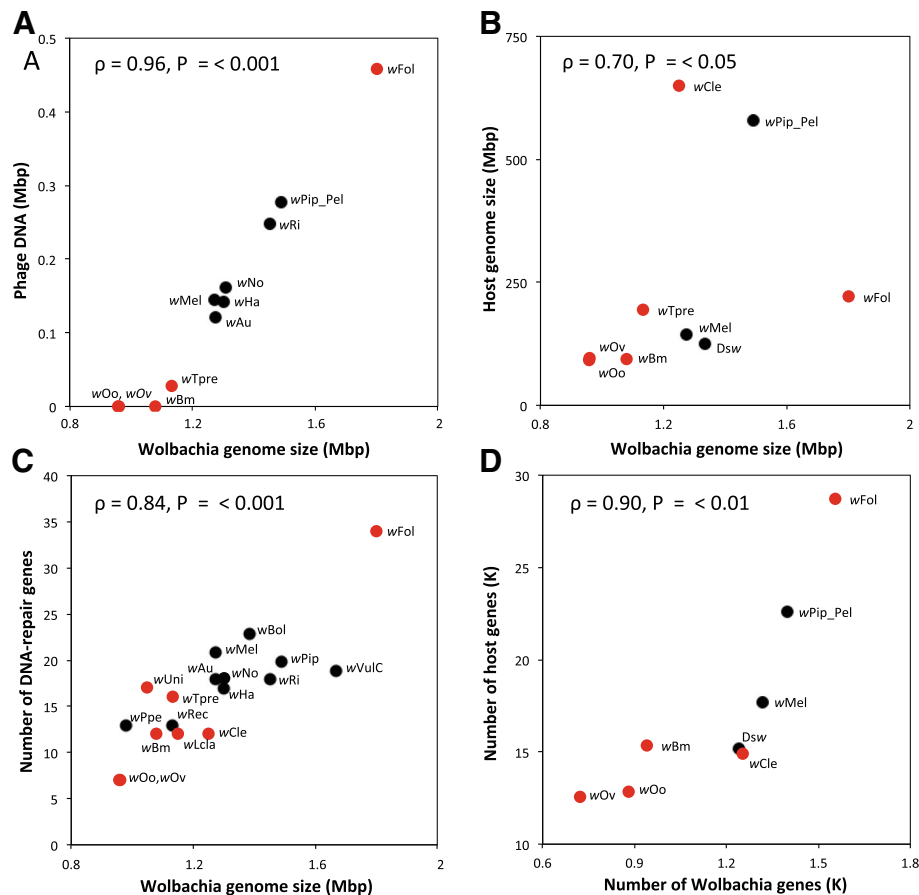 A
A
ρ = 0.96, P = < 0.001
0.5
0.4
0.3
0.2
0.1
0
Phage DNA (Mbp)
wFol
wPip_Pel
wRi
wNo
wMel
wHa
wAu
wTpre
wOo, wOv
wBm
0.8
1.2
1.6
2
Wolbachia genome size (Mbp)
B
ρ = 0.70, P = < 0.05
750
500
250
0
Host genome size (Mbp)
wCle
wPip_Pel
wFol
wTpre
wMel
Dsw
wOv
wBm
wOo
0.8
1.2
1.6
2
Wolbachia genome size (Mbp)
C
ρ = 0.84, P = < 0.001
40
35
30
25
20
15
10
5
0
Number of DNA-repair genes
wFol
wBol
wMel
wPip
wVulC
wAu
wNo
wRi
wUni
wHa
wTpre
wPpe
wRec
wCle
wBm
wLcla
wOo,wOv
0.8
1.2
1.6
2
Wolbachia genome size (Mbp)
D
ρ = 0.90, P = < 0.01
30
25
20
15
10
Number of host genes (K)
wFol
wPip_Pel
wMel
Dsw
wBm
wCle
wOo
wOv
0.6
0.9
1.2
1.5
1.8
Number of Wolbachia genes (K)